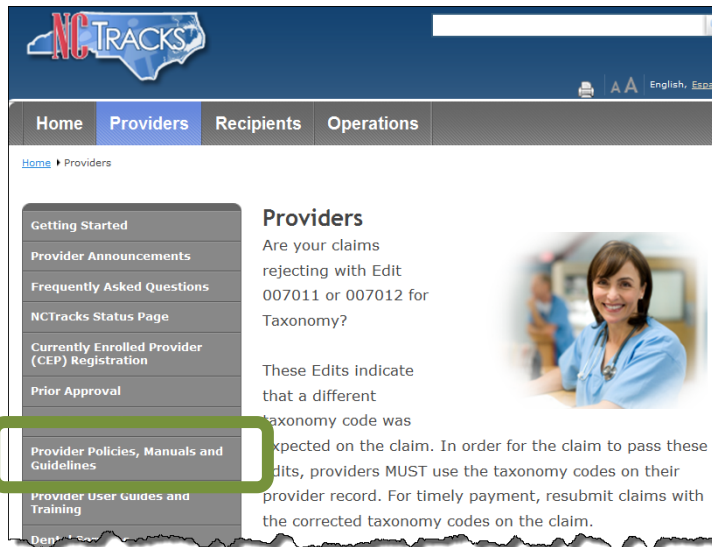 NCTRACKS
A A English, Espa
Home Providers Recipients Operations
Home Providers
Getting Started
Provider Announcements
Frequently Asked Questions
NCTracks Status Page
Currently Enrolled Provider
(CEP) Registration
Prior Approval
Provider Policies, Manuals and
Guidelines
Provider User Guides and
Training
Providers
Are your claims
rejecting with Edit
007011 or 007012 for
Taxonomy?
These Edits indicate
that a different
taxonomy code was
expected on the claim. In order for the claim to pass these
edits, providers MUST use the taxonomy codes on their
provider record. For timely payment, resubmit claims with
the corrected taxonomy codes on the claim.